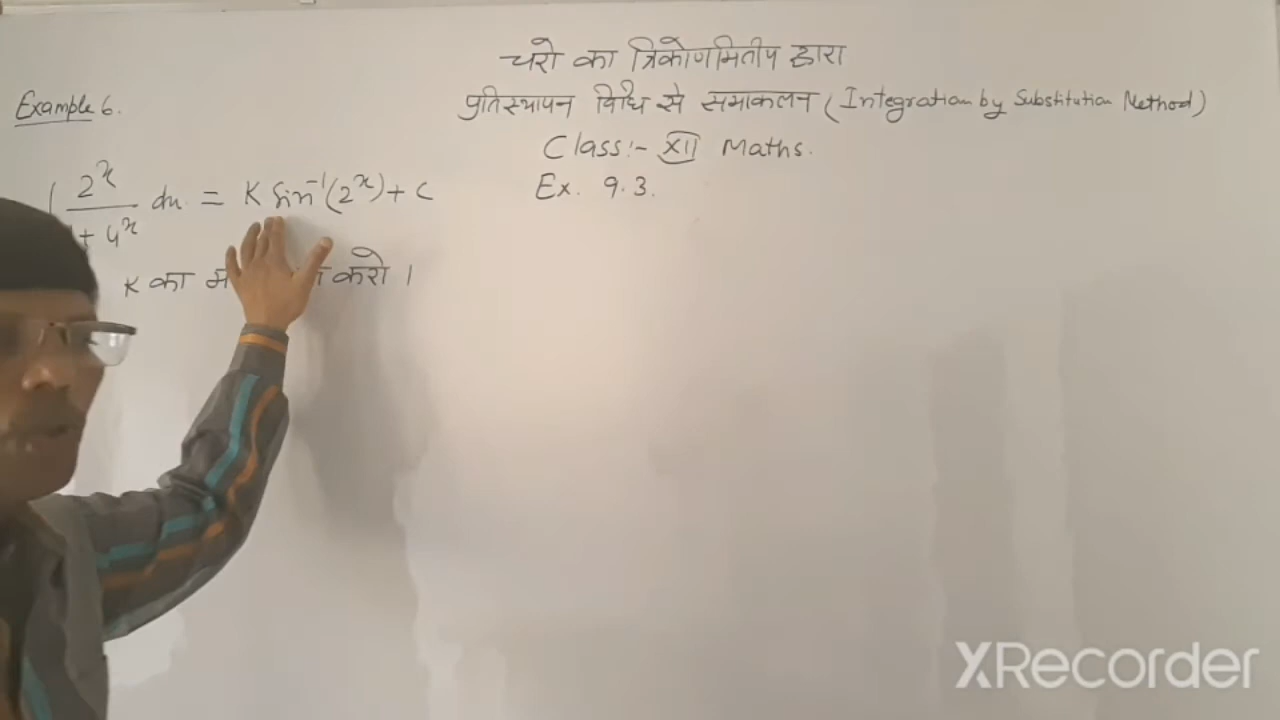 चरो का त्रिकोणमितीय द्वारा
प्रतिस्थापन विधि से समाकलन (Integration by Substitution Method)
Class:- XII Maths.
Ex. 9.3.
Example 6.
∫ 2^x / + 4^x dx = K Sin⁻¹(2^x) + C
K का करो ।
XRecorder